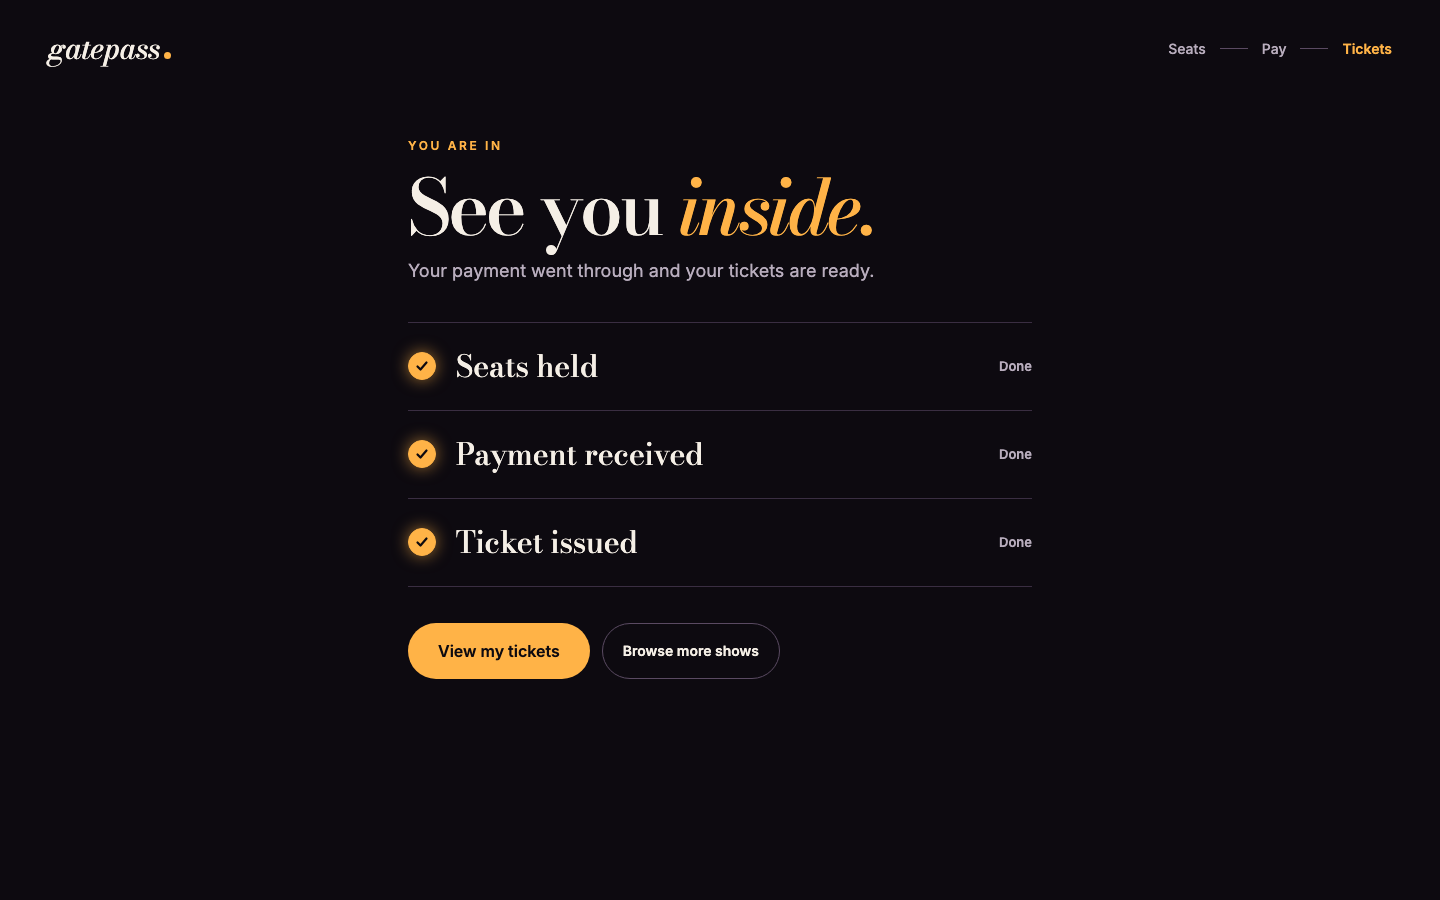 gatepass.
Seats Pay Tickets
YOU ARE IN
See you inside.
Your payment went through and your tickets are ready.
Seats held Done
Payment received Done
Ticket issued Done
View my tickets Browse more shows